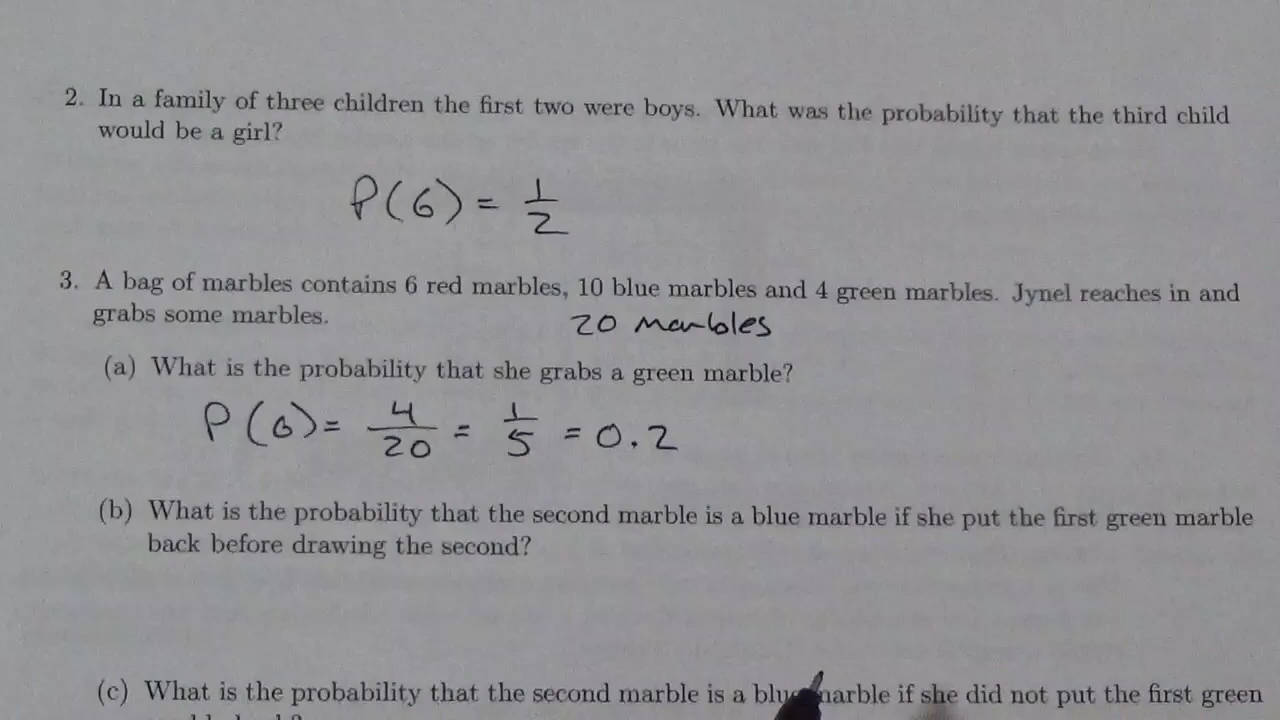 2. In a family of three children the first two were boys. What was the probability that the third child
would be a girl?
P(G) = 1/2
3. A bag of marbles contains 6 red marbles, 10 blue marbles and 4 green marbles. Jynel reaches in and
grabs some marbles.
20 marbles
(a) What is the probability that she grabs a green marble?
P(G) = 4/20 = 1/5 = 0.2
(b) What is the probability that the second marble is a blue marble if she put the first green marble
back before drawing the second?
(c) What is the probability that the second marble is a blue marble if she did not put the first green